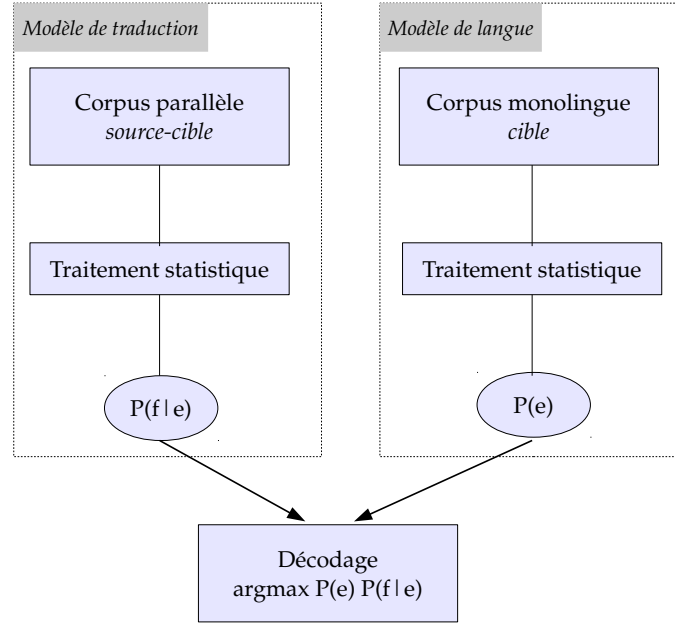 Modèle de traduction
Corpus parallèle
source-cible
Traitement statistique
P(f|e)
Modèle de langue
Corpus monolingue
cible
Traitement statistique
P(e)
Décodage
argmax P(e) P(f|e)